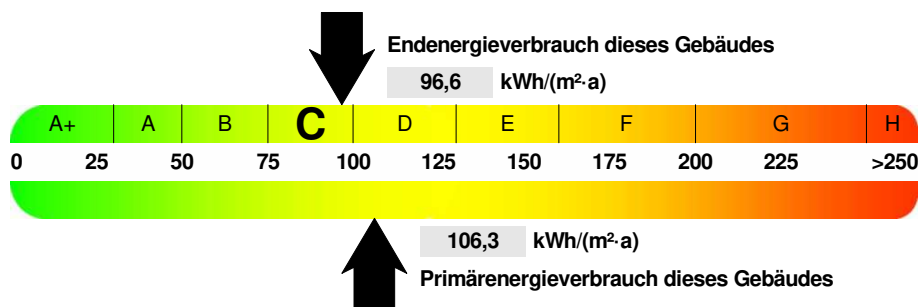 Endenergieverbrauch dieses Gebäudes
96,6 kWh/(m²·a)
A+ A B C D E F G H
0 25 50 75 100 125 150 175 200 225 >250
106,3 kWh/(m²·a)
Primärenergieverbrauch dieses Gebäudes